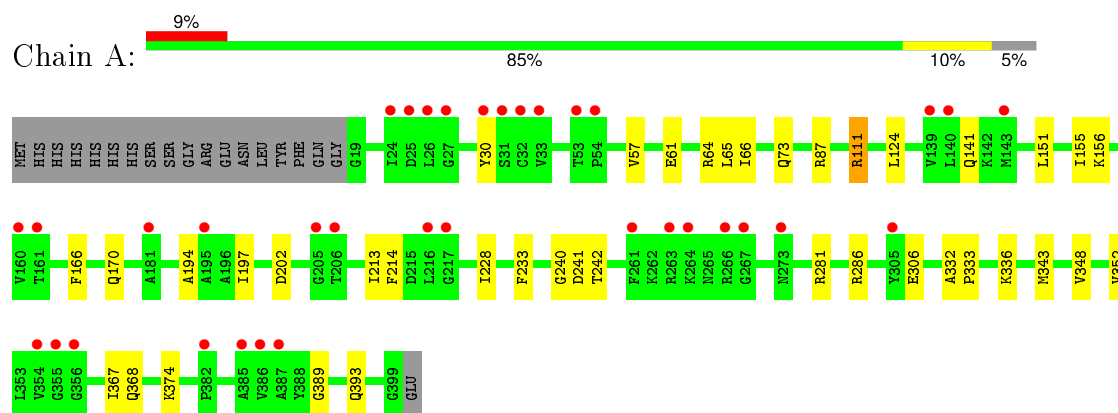 9%
Chain A:
85% 10% 5%
MET HIS HIS HIS HIS HIS HIS SER SER GLY ARG GLU ASN LEU TYR PHE GLN GLY G19 I24 D25 L26 G27 Y30 S31 C32 V33 T53 P54 V57 E61 R64 L65 I66 Q73 R87 R111 L124 V139 L140 Q141 K142 M143 L151 I155 K156
V160 T161 F166 Q170 A181 A194 A195 A196 I197 D202 G205 T206 I213 F214 D215 L216 G217 I228 F233 G240 D241 T242 F261 K262 R263 K264 N265 R266 G267 N273 R281 R286 Y305 E306 A332 P333 K336 M343 V348 V352
L353 V354 G355 G356 I367 Q368 K374 P382 A385 V386 A387 Y388 G389 Q393 G399 GLU